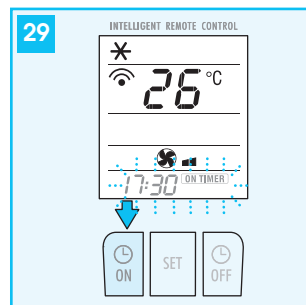 29
INTELLIGENT REMOTE CONTROL
26°C
17:30 ON TIMER
ON SET OFF